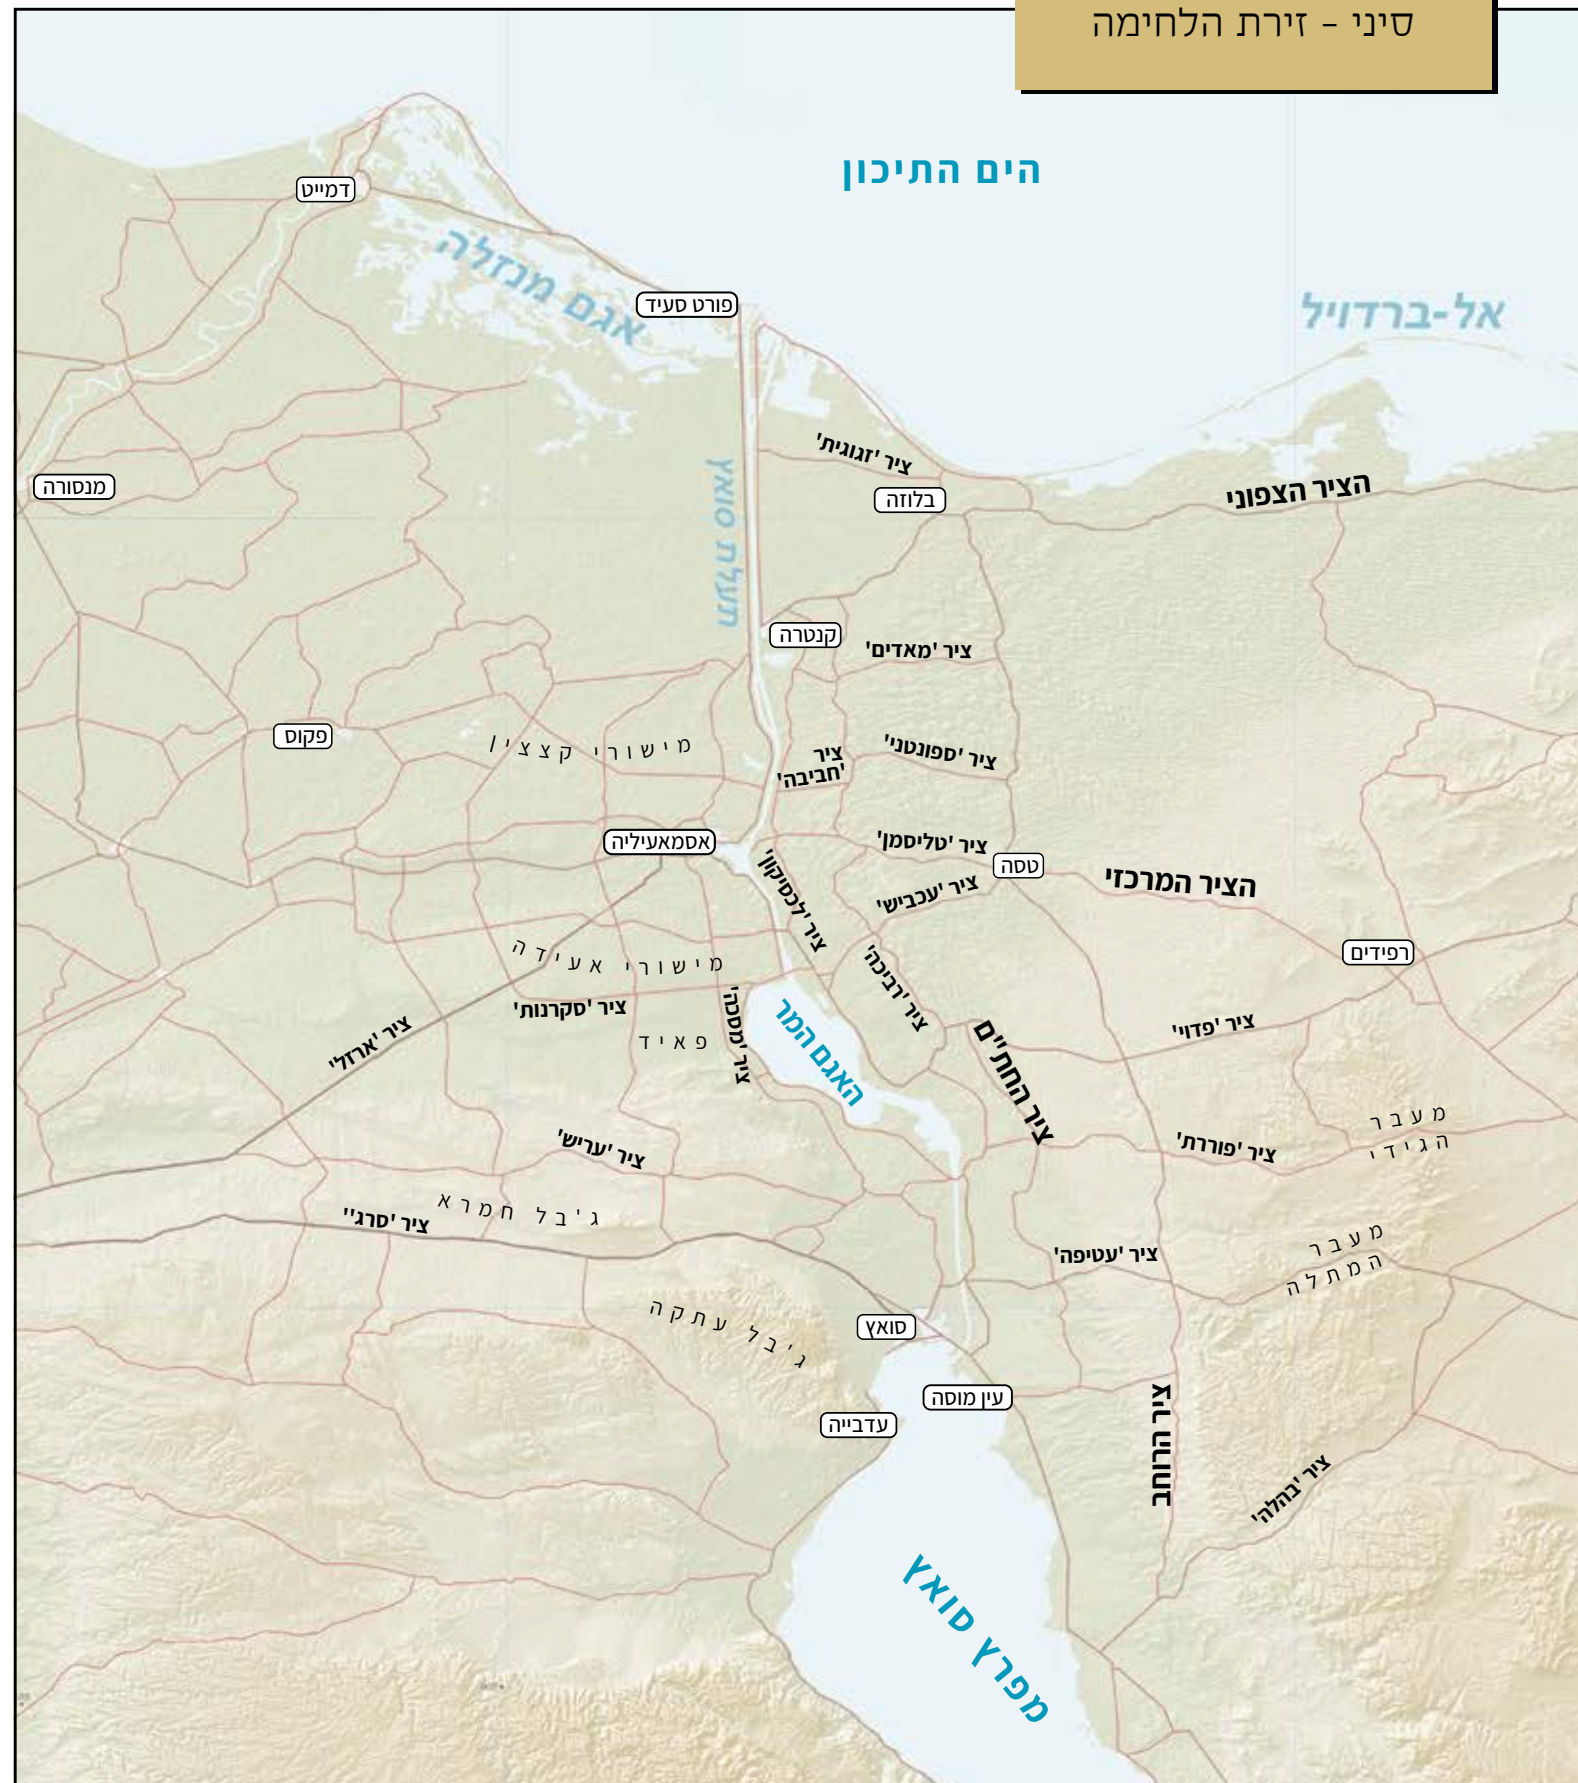 סיני – זירת הלחימה
הים התיכון
דמייט
אגם מנזלה
פורט סעיד
אל-ברדויל
ציר 'זגוגית'
מנסורה
בלוזה
הציר הצפוני
תעלת סואץ
קנטרה
ציר 'מאדים'
פקוס
מישורי קצצין
ציר
'חביבה'
ציר 'ספונטני'
אסמאעיליה
ציר 'טליסמן'
טסה
הציר המרכזי
ציר 'לכסיקון'
ציר 'עכביש'
רפידים
מישורי אעידה
ציר 'רביכה'
ציר 'סקרנות'
ציר 'מסכה'
האגם המר
ציר 'ארזלי'
פאיד
ציר החת"ם
ציר 'פדוי'
ציר 'עריש'
ציר 'פוררת'
מעבר
הגידי
ג'בל חמרא
ציר 'סרג''
ציר 'עטיפה'
מעבר
המתלה
ג'בל עתקה
סואץ
עין מוסה
עדבייה
ציר הרוחב
ציר 'בהלה'
מפרץ סואץ